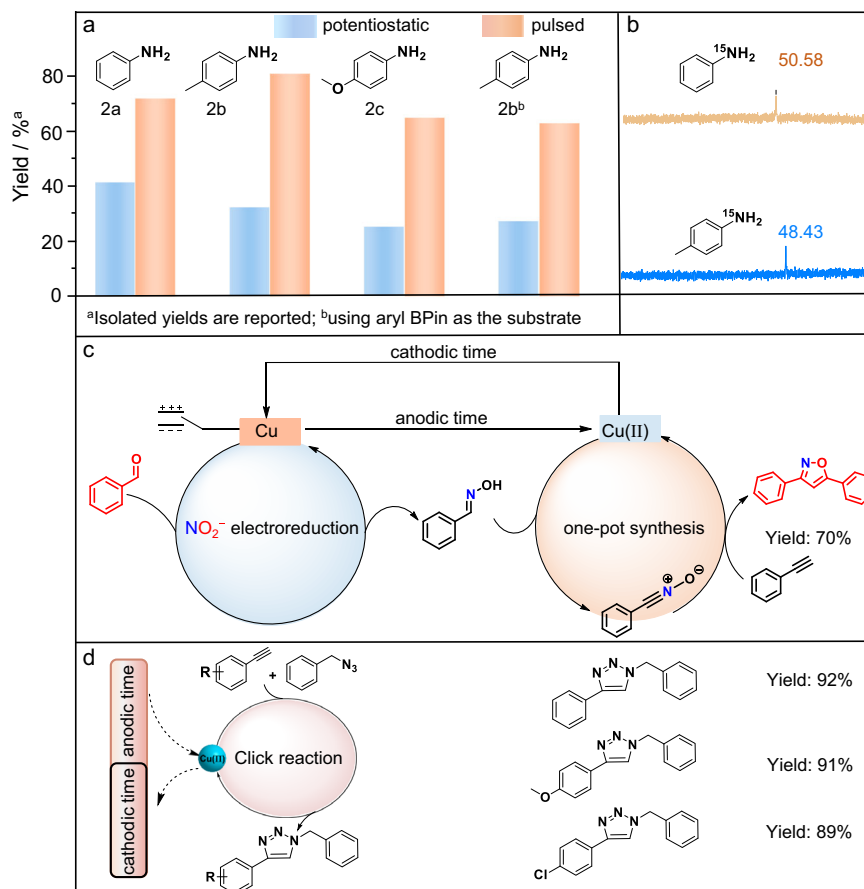 a
potentiostatic
pulsed
NH₂
NH₂
NH₂
NH₂
O
2a
2b
2c
2bᵇ
Yield / %ᵃ
80
60
40
20
0
ᵃIsolated yields are reported; ᵇusing aryl BPin as the substrate
b
¹⁵NH₂
50.58
¹⁵NH₂
48.43
c
cathodic time
+++
−−−
Cu
anodic time
Cu(II)
O
NO₂⁻ electroreduction
N OH
one-pot synthesis
N⁺ O⁻
N O
Yield: 70%
d
anodic time
cathodic time
Cu(II)
R
+
N₃
Click reaction
N N N
R
N N N
Yield: 92%
N N N
O
Yield: 91%
N N N
Cl
Yield: 89%